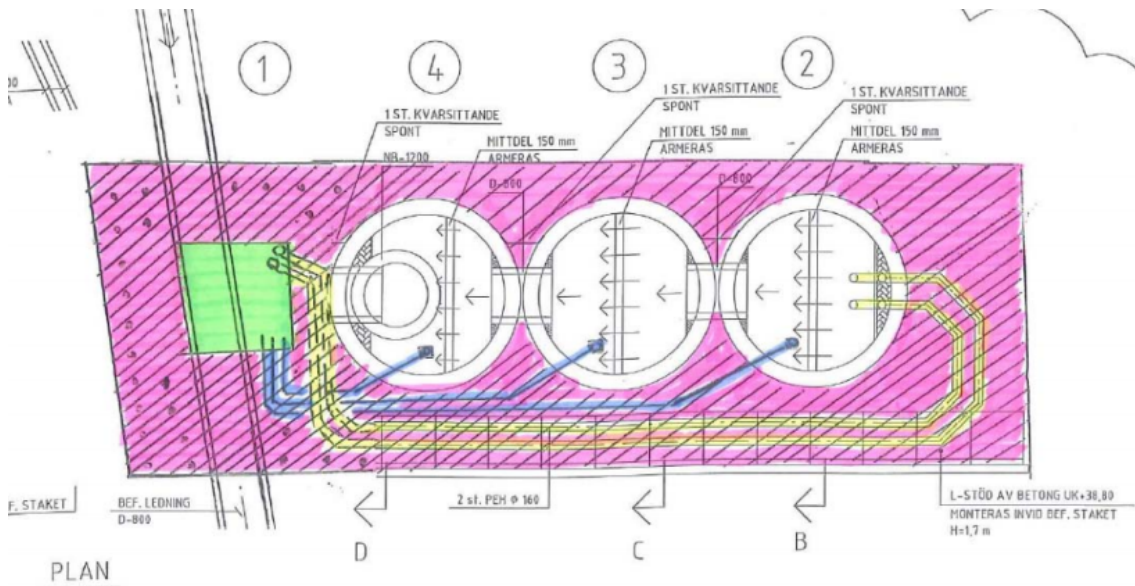 1
4
3
2
00
A
1 ST. KVARSITTANDE
SPONT
NB-1200
MITTDEL 150 mm
ARMERAS
D-800
1 ST. KVARSITTANDE
SPONT
MITTDEL 150 mm
ARMERAS
D-800
1 ST. KVARSITTANDE
SPONT
MITTDEL 150 mm
ARMERAS
F. STAKET
BEF. LEDNING
D-800
2 st. PEH Ø 160
L-STÖD AV BETONG UK+38,80
MONTERAS INVID BEF. STAKET
H=1,7 m
D
C
B
PLAN